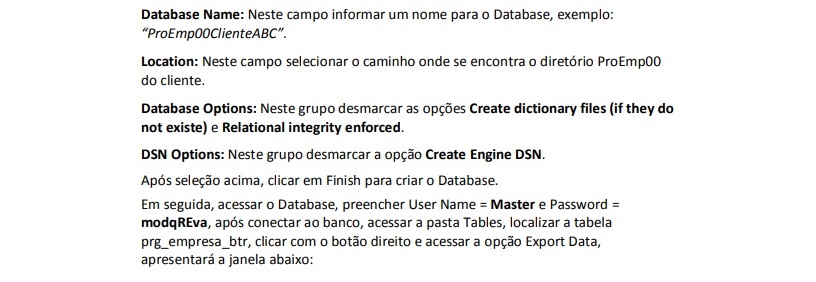 Database Name: Neste campo informar um nome para o Database, exemplo:
“ProEmp00ClienteABC”.
Location: Neste campo selecionar o caminho onde se encontra o diretório ProEmp00
do cliente.
Database Options: Neste grupo desmarcar as opções Create dictionary files (if they do
not existe) e Relational integrity enforced.
DSN Options: Neste grupo desmarcar a opção Create Engine DSN.
Após seleção acima, clicar em Finish para criar o Database.
Em seguida, acessar o Database, preencher User Name = Master e Password =
modqREva, após conectar ao banco, acessar a pasta Tables, localizar a tabela
prg_empresa_btr, clicar com o botão direito e acessar a opção Export Data,
apresentará a janela abaixo: